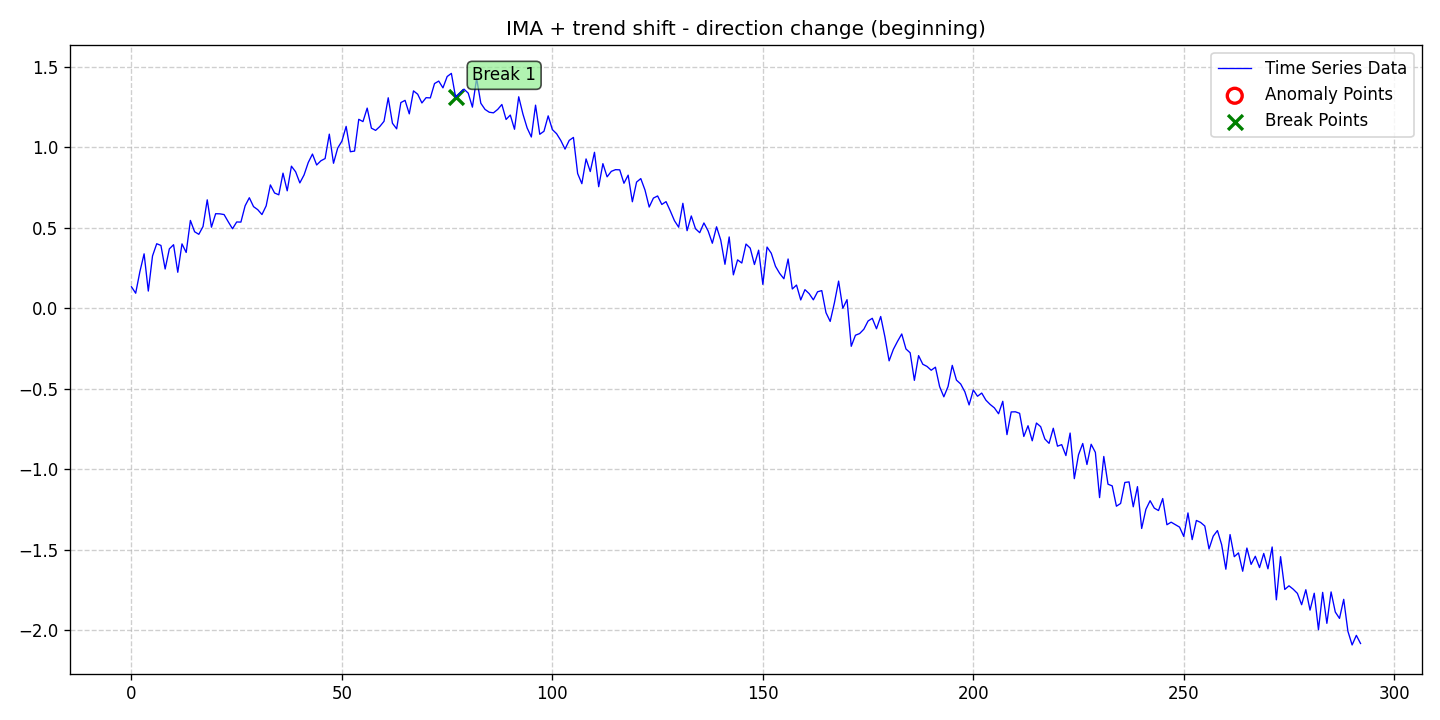 IMA + trend shift - direction change (beginning)
Break 1
Time Series Data
Anomaly Points
Break Points
1.5
1.0
0.5
0.0
−0.5
−1.0
−1.5
−2.0
0 50 100 150 200 250 300